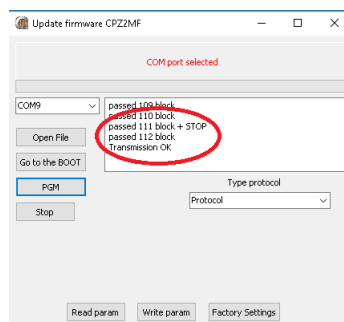 Update firmware CPZ2MF
COM port selected
COM9
passed 109 block
passed 110 block
passed 111 block + STOP
passed 112 block
Transmission OK
Open File
Go to the BOOT
PGM
Stop
Type protocol
Protocol
Read param
Write param
Factory Settings